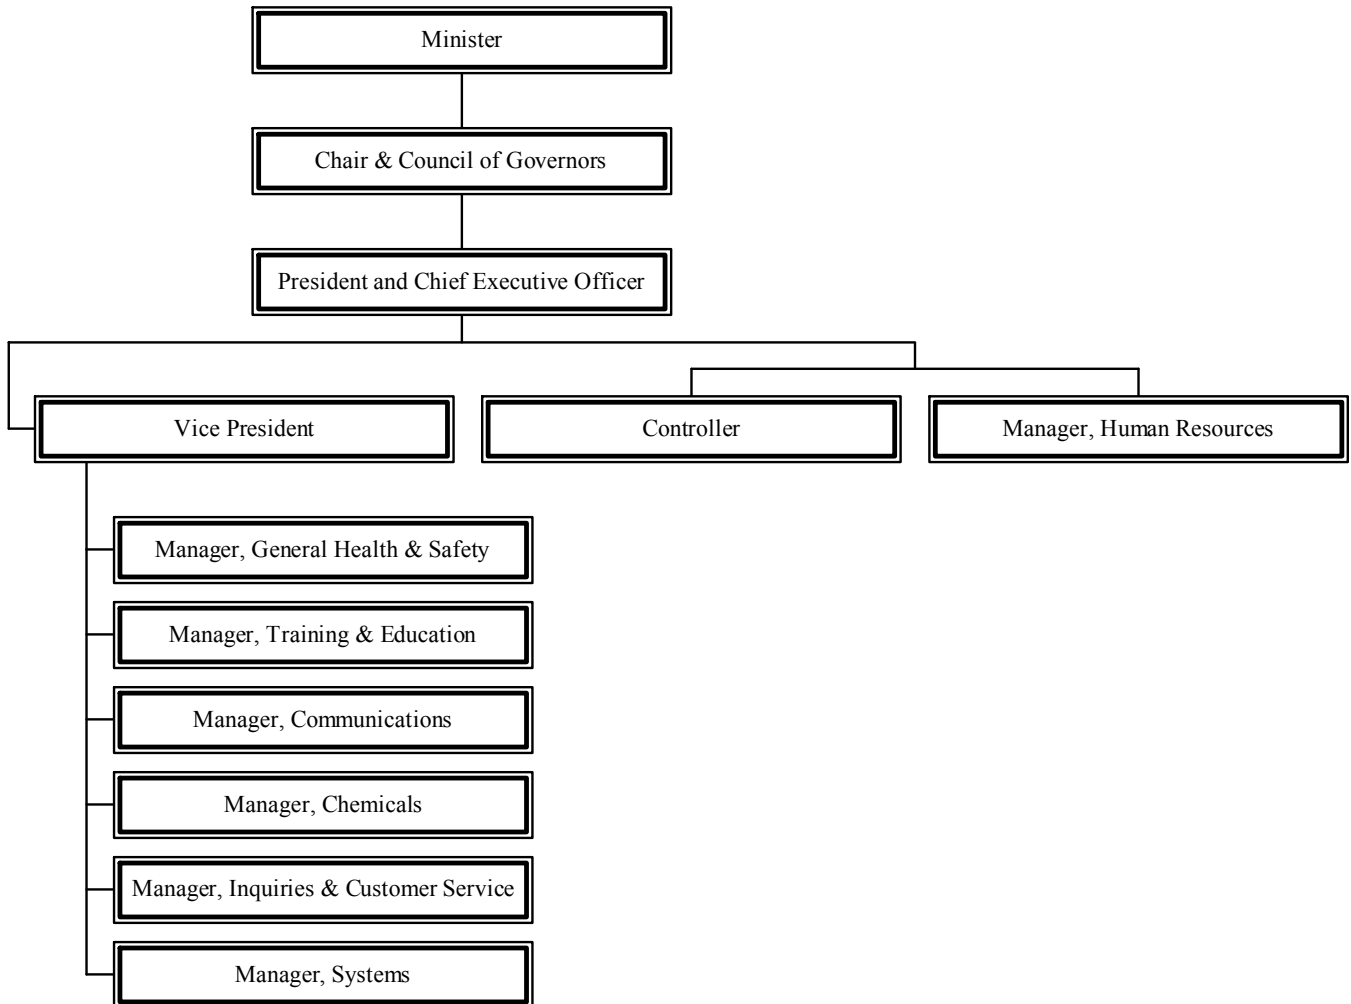 Minister
Chair & Council of Governors
President and Chief Executive Officer
Vice President
Controller
Manager, Human Resources
Manager, General Health & Safety
Manager, Training & Education
Manager, Communications
Manager, Chemicals
Manager, Inquiries & Customer Service
Manager, Systems